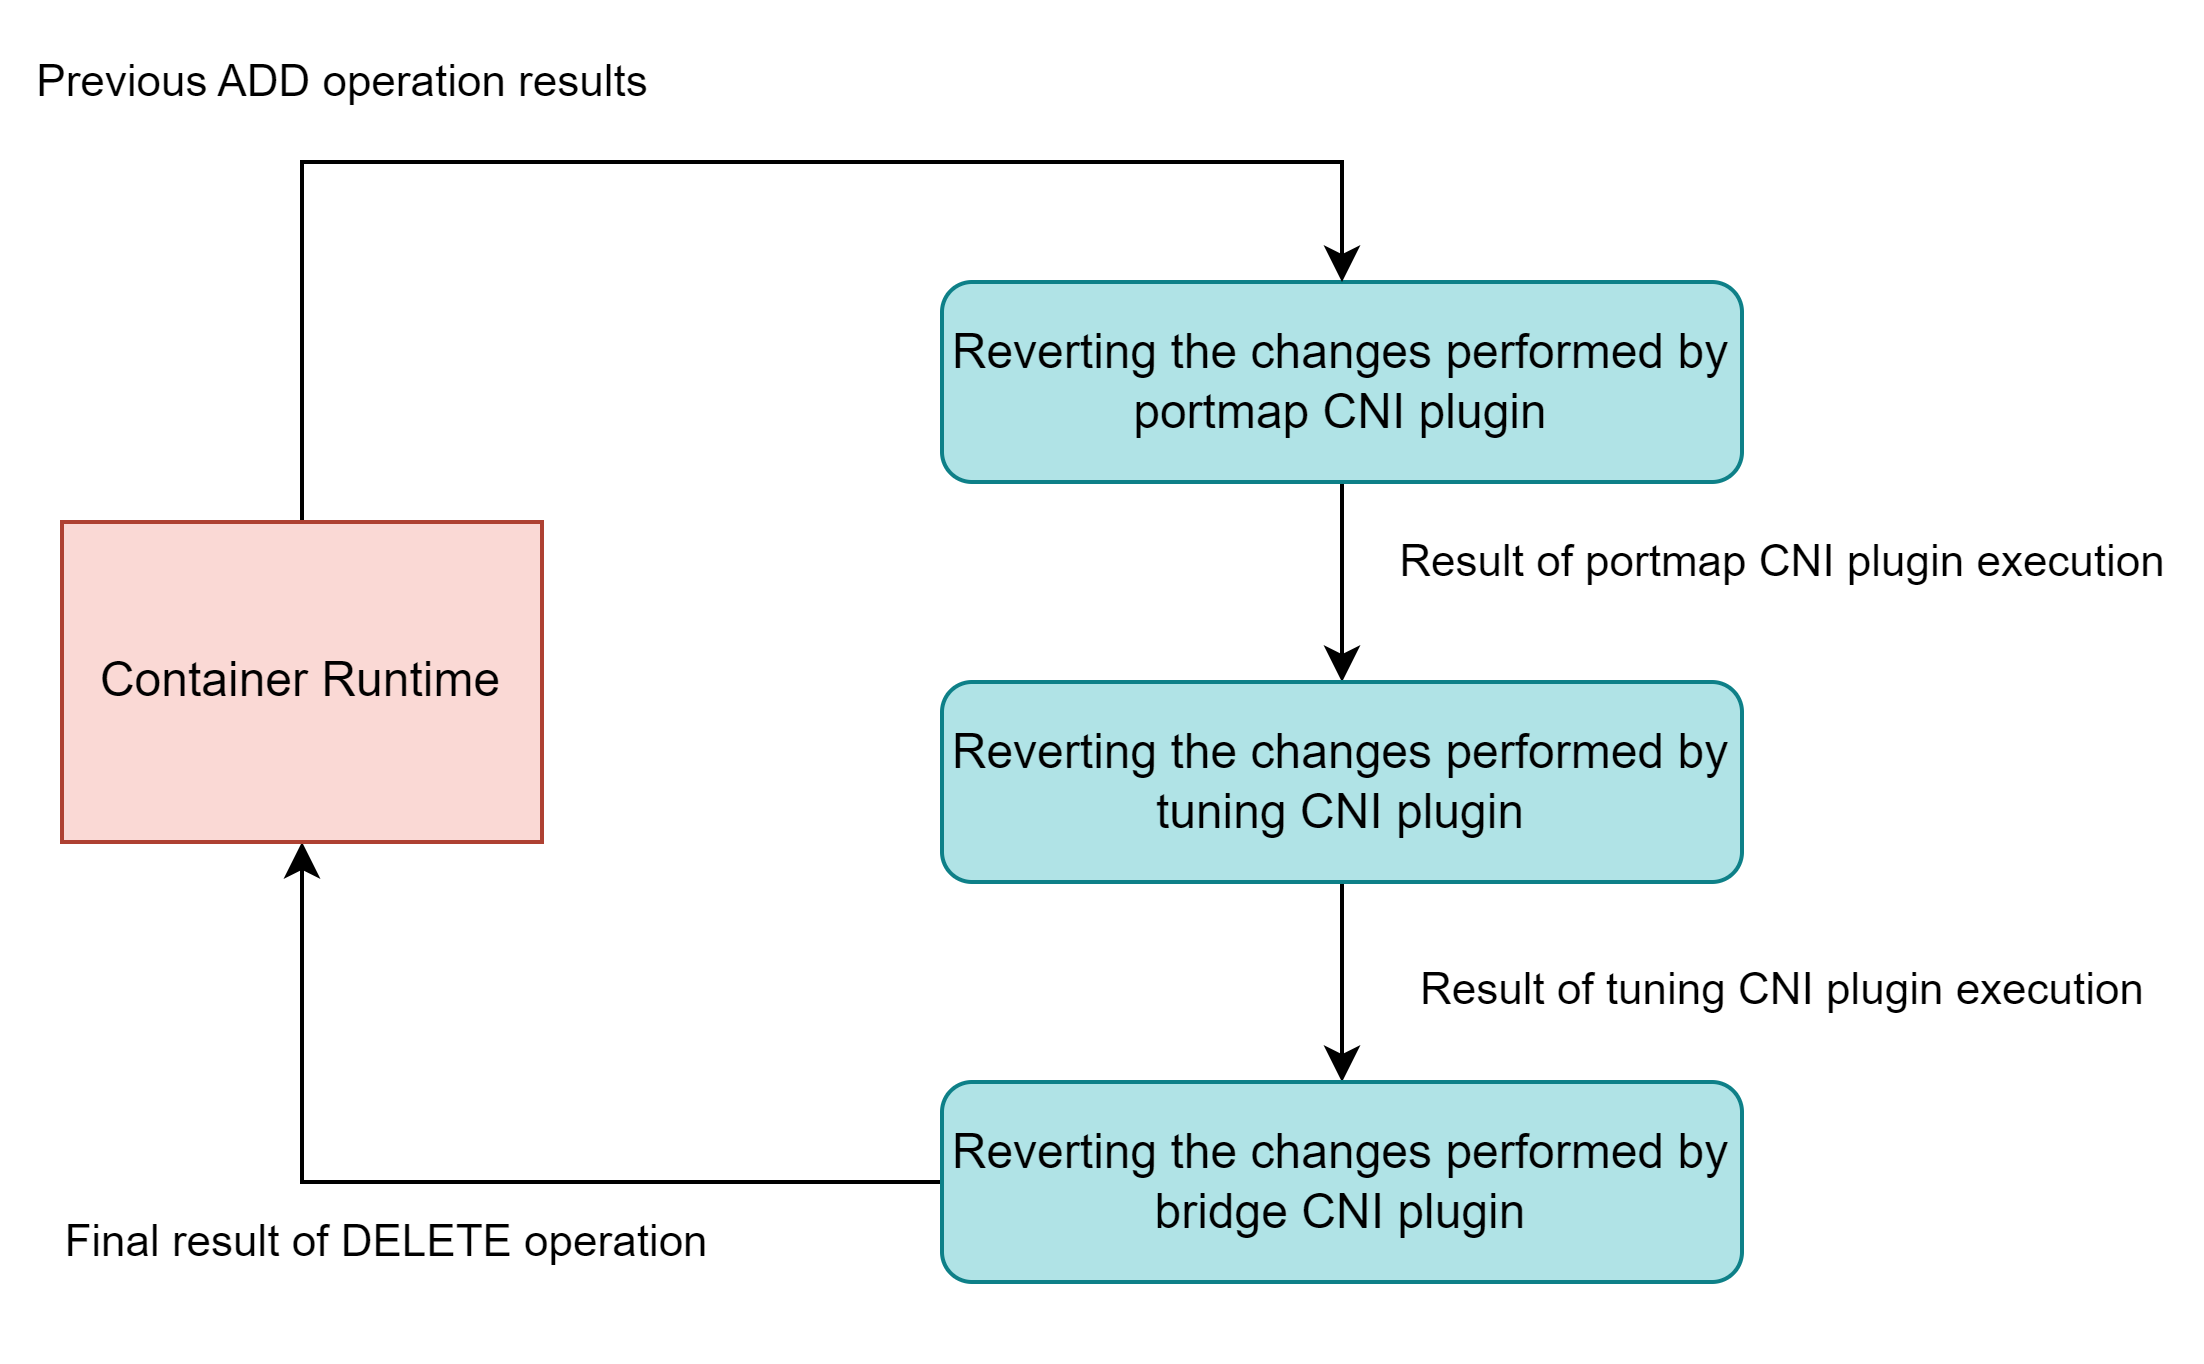 Previous ADD operation results
Reverting the changes performed by
portmap CNI plugin
Result of portmap CNI plugin execution
Container Runtime
Reverting the changes performed by
tuning CNI plugin
Result of tuning CNI plugin execution
Reverting the changes performed by
bridge CNI plugin
Final result of DELETE operation